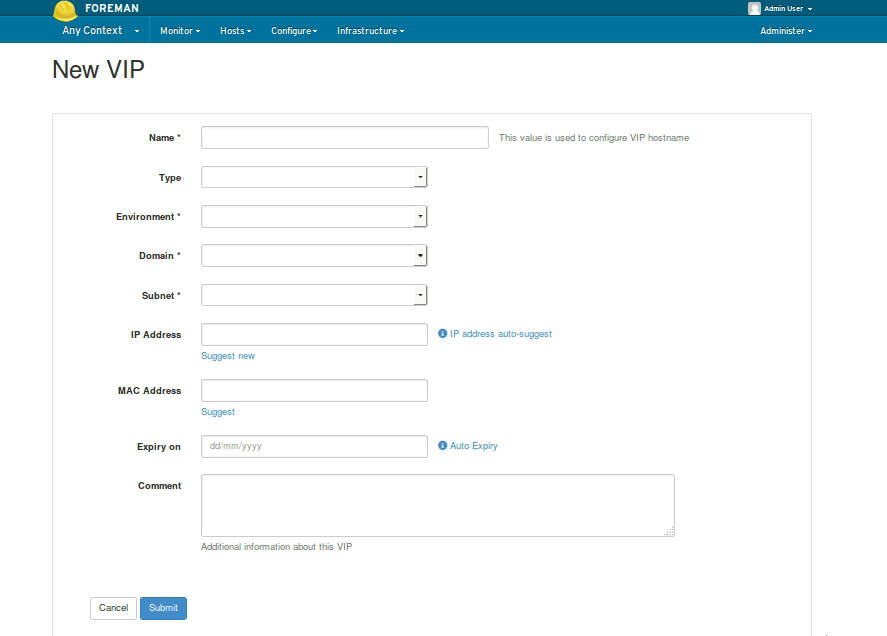 FOREMAN
Admin User
Any Context
Monitor
Hosts
Configure
Infrastructure
Administer
New VIP
Name *
This value is used to configure VIP hostname
Type
Environment *
Domain *
Subnet *
IP Address
IP address auto-suggest
Suggest new
MAC Address
Suggest
Expiry on
dd/mm/yyyy
Auto Expiry
Comment
Additional information about this VIP
Cancel
Submit